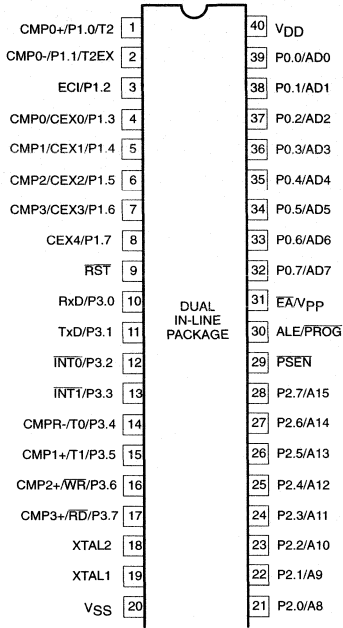 CMP0+/P1.0/T2 1 40 VDD
CMP0-/P1.1/T2EX 2 39 P0.0/AD0
ECI/P1.2 3 38 P0.1/AD1
CMP0/CEX0/P1.3 4 37 P0.2/AD2
CMP1/CEX1/P1.4 5 36 P0.3/AD3
CMP2/CEX2/P1.5 6 35 P0.4/AD4
CMP3/CEX3/P1.6 7 34 P0.5/AD5
CEX4/P1.7 8 33 P0.6/AD6
R̅S̅T̅ 9 32 P0.7/AD7
RxD/P3.0 10 31 E̅A̅/VPP
TxD/P3.1 11 30 ALE/P̅R̅O̅G̅
I̅N̅T̅0̅/P3.2 12 29 P̅S̅E̅N̅
I̅N̅T̅1̅/P3.3 13 28 P2.7/A15
CMPR-/T0/P3.4 14 27 P2.6/A14
CMP1+/T1/P3.5 15 26 P2.5/A13
CMP2+/W̅R̅/P3.6 16 25 P2.4/A12
CMP3+/R̅D̅/P3.7 17 24 P2.3/A11
XTAL2 18 23 P2.2/A10
XTAL1 19 22 P2.1/A9
VSS 20 21 P2.0/A8
DUAL
IN-LINE
PACKAGE